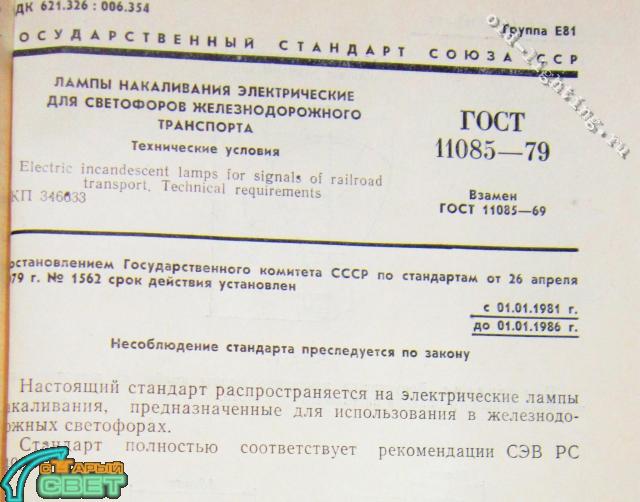 ДК 621.326 : 006.354
Группа Е81
ОСУДАРСТВЕННЫЙ СТАНДАРТ СОЮЗА ССР
ЛАМПЫ НАКАЛИВАНИЯ ЭЛЕКТРИЧЕСКИЕ
ДЛЯ СВЕТОФОРОВ ЖЕЛЕЗНОДОРОЖНОГО
ТРАНСПОРТА
Технические условия
Electric incandescent lamps for signals of railroad
transport. Technical requirements
КП 346633
ГОСТ
11085—79
Взамен
ГОСТ 11085—69
остановлением Государственного комитета СССР по стандартам от 26 апреля
79 г. № 1562 срок действия установлен
с 01.01.1981 г.
до 01.01.1986 г.
Несоблюдение стандарта преследуется по закону
Настоящий стандарт распространяется на электрические лампы
акаливания, предназначенные для использования в железнодо-
ожных светофорах.
Стандарт полностью соответствует рекомендации СЭВ РС
СтАРЫЙ
СВЕТ
old-lighting.ru